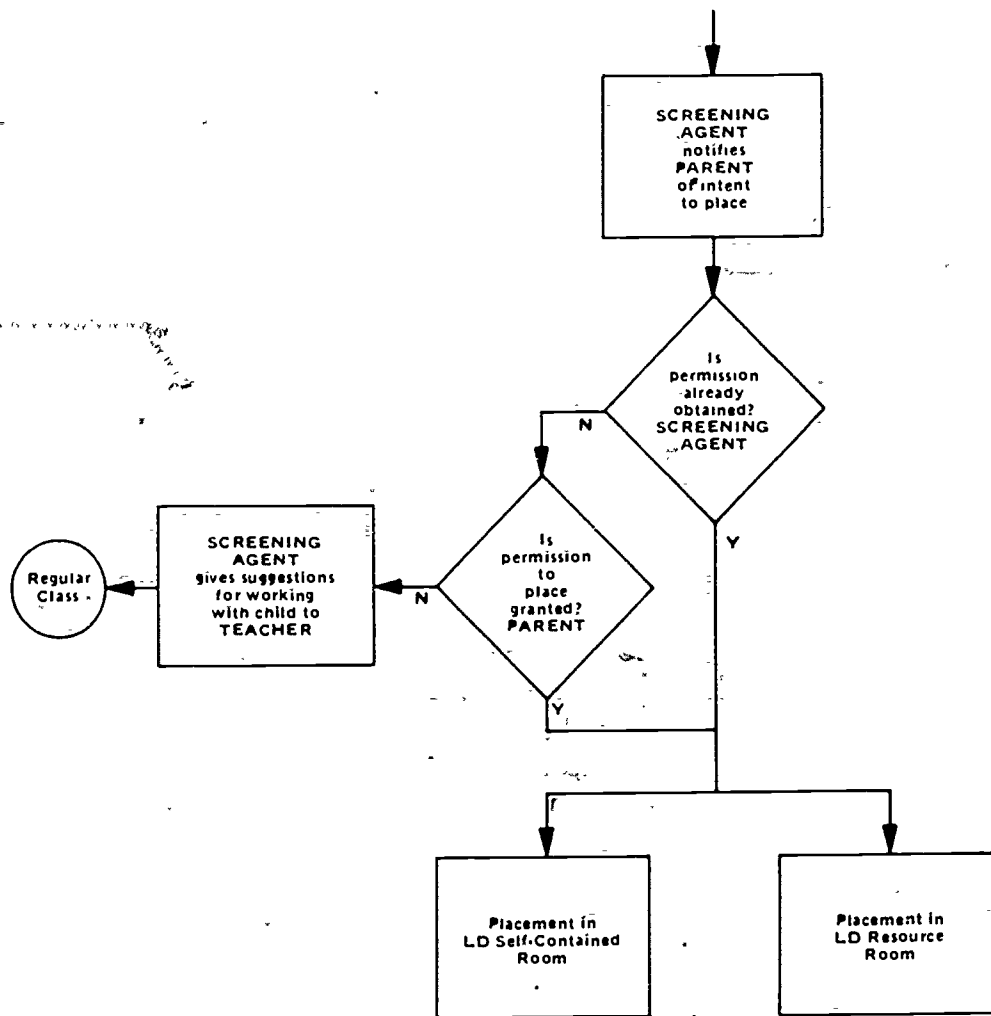 SCREENING
AGENT
notifies
PARENT
of intent
to place
Is
permission
already
obtained?
SCREENING
AGENT
N
Y
Is
permission
to
place
granted?
PARENT
N
Y
SCREENING
AGENT
gives suggestions
for working
with child to
TEACHER
Regular
Class
Placement in
LD Self-Contained
Room
Placement in
LD Resource
Room